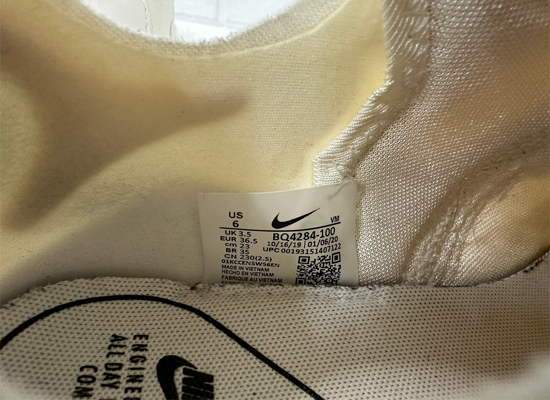 US
6
VM
UK 3.5
BQ4284-100
EUR 36.5
10/16/19 | 01/06/20
cm 23
UPC 00193151407122
BR 35
CN 230(2.5)
MADE IN VIETNAM
HECHO EN VIETNAM
FABRIQUE AU VIETNAM
ENGINE
ALL DAY
COM
NIK